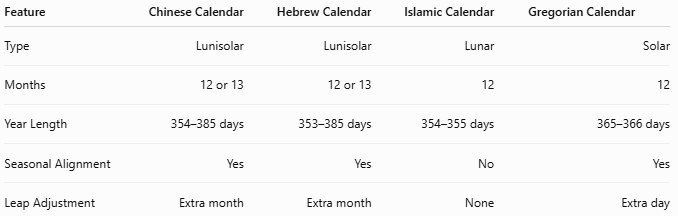 Feature Chinese Calendar Hebrew Calendar Islamic Calendar Gregorian Calendar
Type Lunisolar Lunisolar Lunar Solar
Months 12 or 13 12 or 13 12 12
Year Length 354–385 days 353–385 days 354–355 days 365–366 days
Seasonal Alignment Yes Yes No Yes
Leap Adjustment Extra month Extra month None Extra day